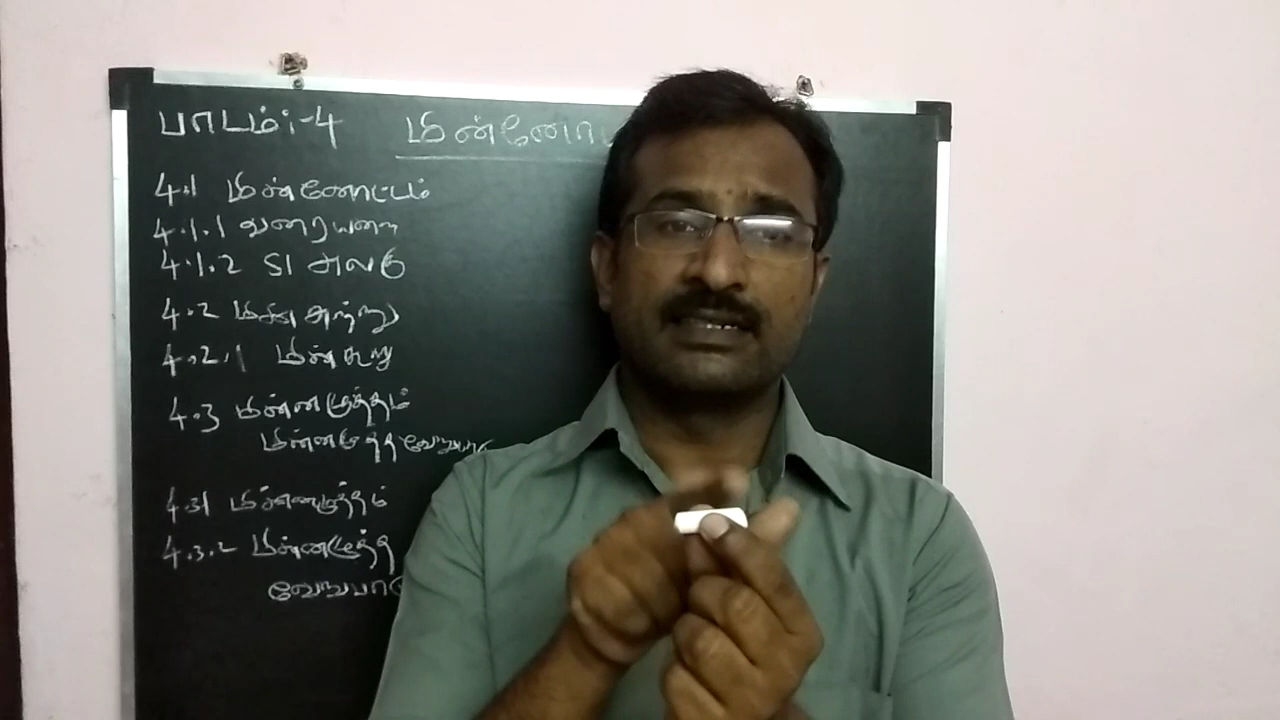 பாடம்:-4 மின்னோ
4.1 மின்னோட்டம்
4.1.1 வரையறை
4.1.2 SI அலகு
4.2 மின்சுற்று
4.2.1 மின்சுற்று
4.3 மின்னழுத்தம்
மின்னழுத்த வேறுபாடு
4.3.1 மின்னழுத்தம்
4.3.2 மின்னழுத்த
வேறுபாடு